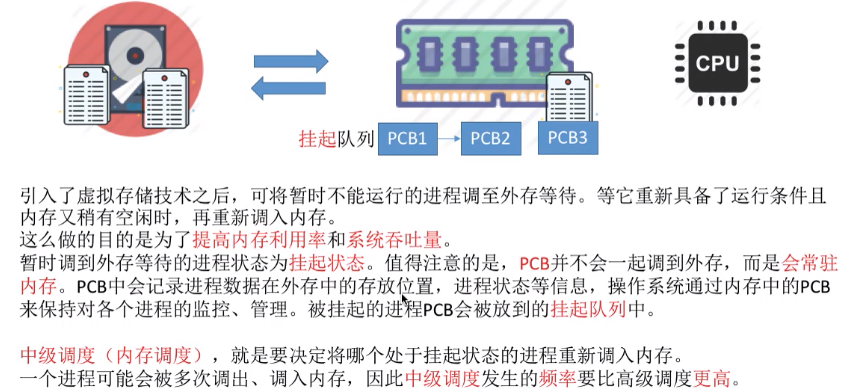 CPU
挂起队列 PCB1 PCB2 PCB3
引入了虚拟存储技术之后，可将暂时不能运行的进程调至外存等待。等它重新具备了运行条件且
内存又稍有空闲时，再重新调入内存。
这么做的目的是为了提高内存利用率和系统吞吐量。
暂时调到外存等待的进程状态为挂起状态。值得注意的是，PCB并不会一起调到外存，而是会常驻
内存。PCB中会记录进程数据在外存中的存放位置，进程状态等信息，操作系统通过内存中的PCB
来保持对各个进程的监控、管理。被挂起的进程PCB会被放到的挂起队列中。
中级调度（内存调度），就是要决定将哪个处于挂起状态的进程重新调入内存。
一个进程可能会被多次调出、调入内存，因此中级调度发生的频率要比高级调度更高。